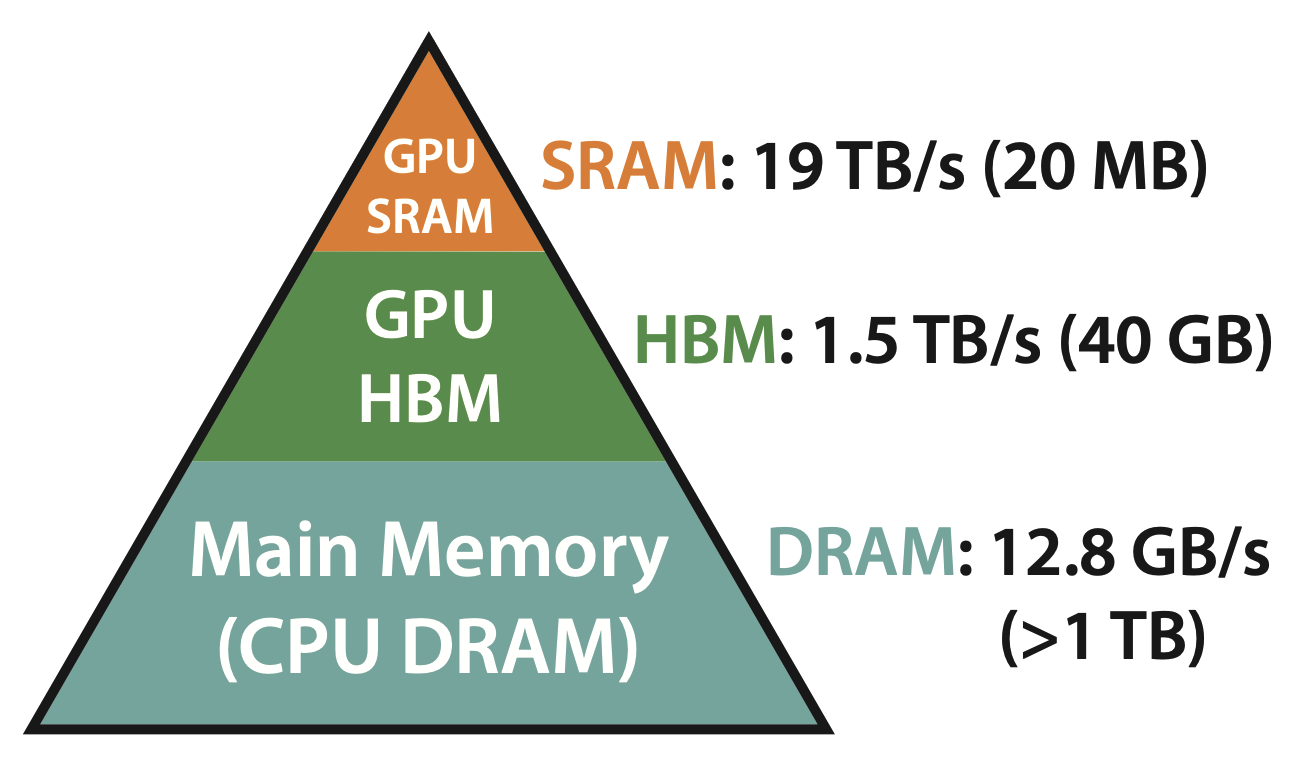 GPU
SRAM
SRAM: 19 TB/s (20 MB)
GPU
HBM
HBM: 1.5 TB/s (40 GB)
Main Memory
(CPU DRAM)
DRAM: 12.8 GB/s
(>1 TB)